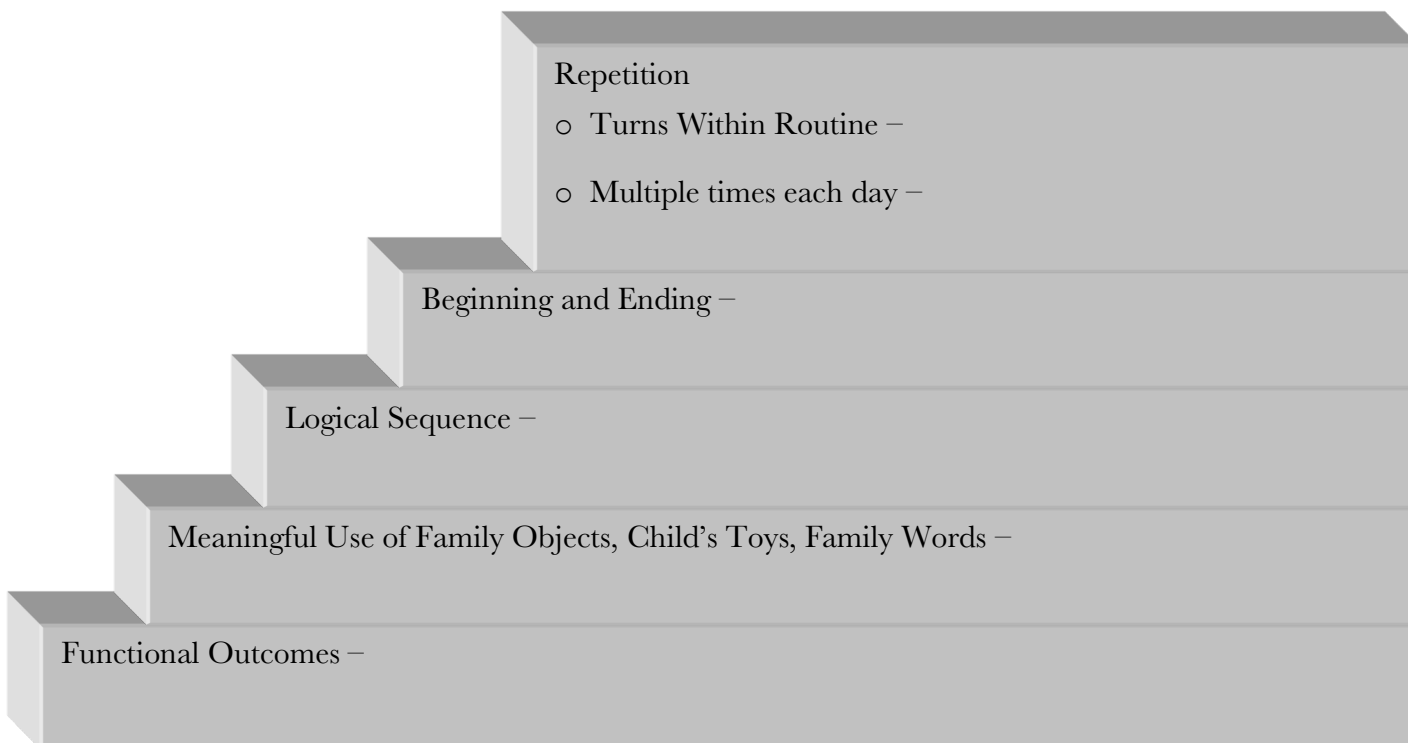 Repetition
o Turns Within Routine –
o Multiple times each day –
Beginning and Ending –
Logical Sequence –
Meaningful Use of Family Objects, Child’s Toys, Family Words –
Functional Outcomes –